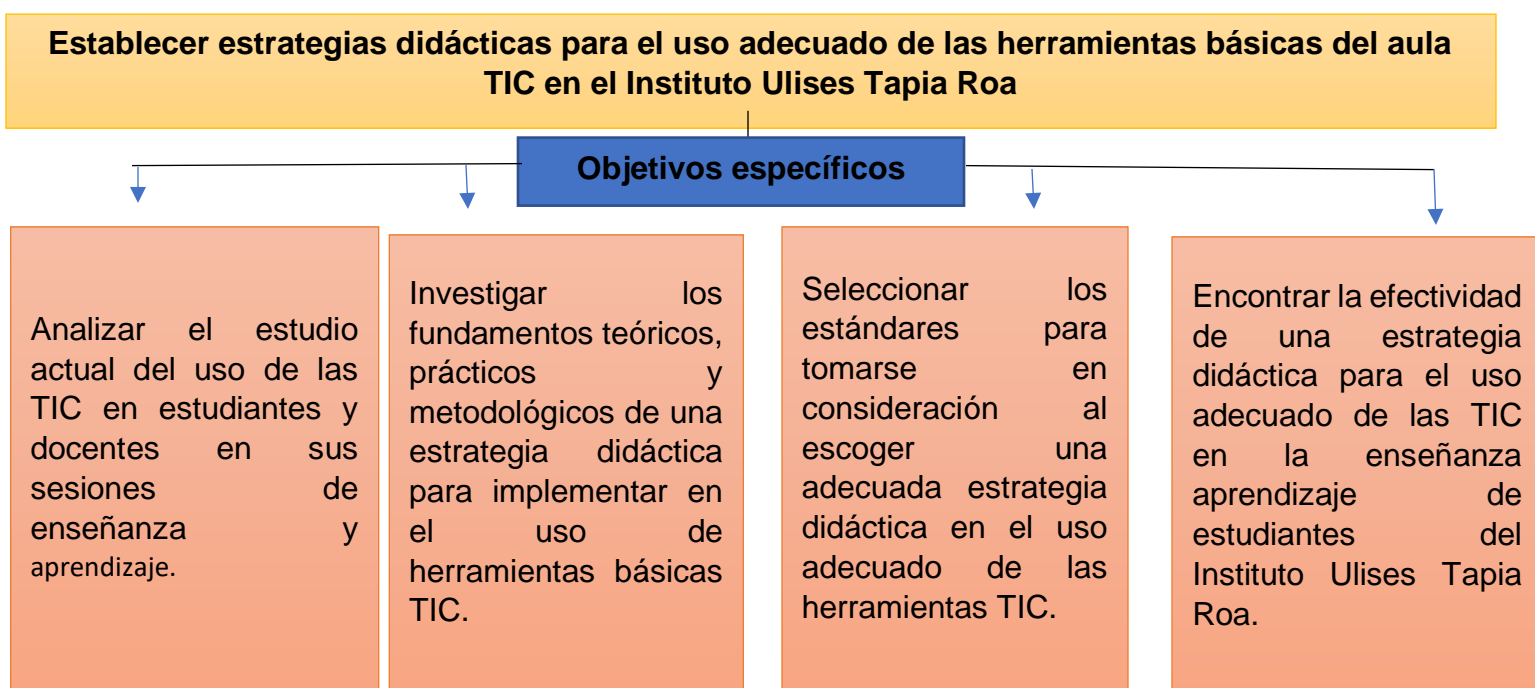 Establecer estrategias didácticas para el uso adecuado de las herramientas básicas del aula
TIC en el Instituto Ulises Tapia Roa
Objetivos específicos
Analizar el estudio
actual del uso de las
TIC en estudiantes y
docentes en sus
sesiones de
enseñanza y
aprendizaje.
Investigar los
fundamentos teóricos,
prácticos y
metodológicos de una
estrategia didáctica
para implementar en
el uso de
herramientas básicas
TIC.
Seleccionar los
estándares para
tomarse en
consideración al
escoger una
adecuada estrategia
didáctica en el uso
adecuado de las
herramientas TIC.
Encontrar la efectividad
de una estrategia
didáctica para el uso
adecuado de las TIC
en la enseñanza
aprendizaje de
estudiantes del
Instituto Ulises Tapia
Roa.